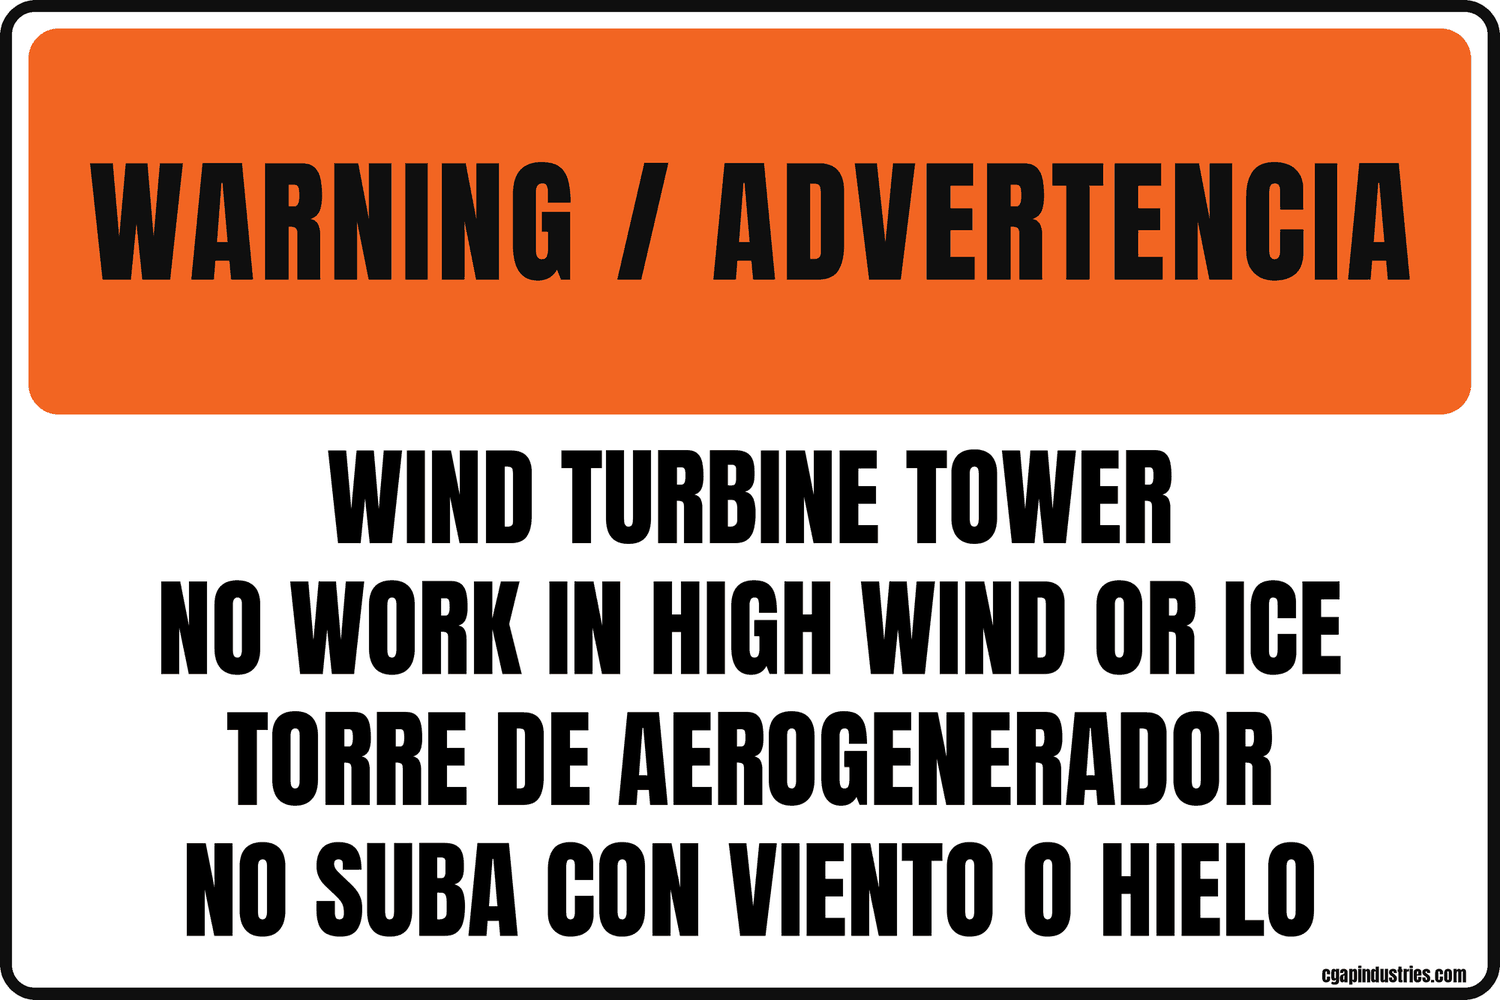 WARNING / ADVERTENCIA
WIND TURBINE TOWER
NO WORK IN HIGH WIND OR ICE
TORRE DE AEROGENERADOR
NO SUBA CON VIENTO O HIELO
cgapindustries.com